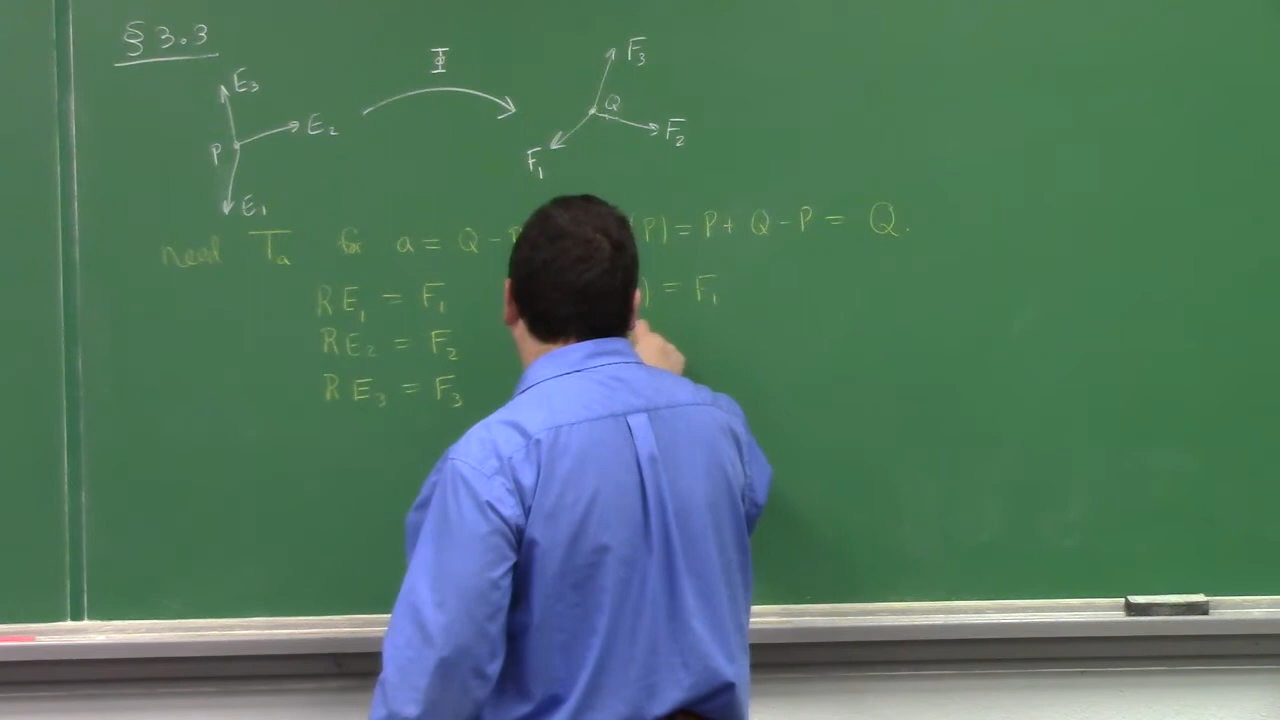 § 3.3
E₃
E₂
P
E₁
Φ
F₃
Q
F₂
F₁
need Tₐ for a = Q - P) = P + Q - P = Q.
R E₁ = F₁ ) = F₁
R E₂ = F₂
R E₃ = F₃